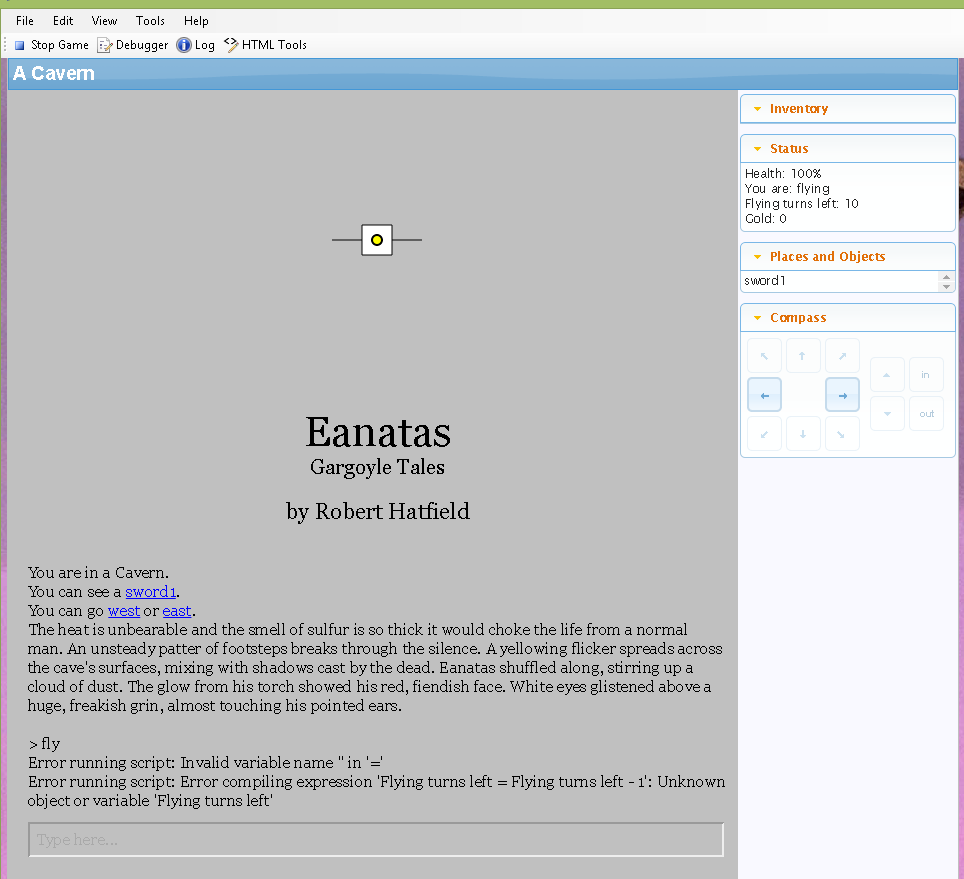 File Edit View Tools Help
Stop Game Debugger Log HTML Tools
A Cavern
Inventory
Status
Health: 100%
You are: flying
Flying turns left: 10
Gold: 0
Places and Objects
sword1
Compass
in
out
Eanatas
Gargoyle Tales
by Robert Hatfield
You are in a Cavern.
You can see a sword1.
You can go west or east.
The heat is unbearable and the smell of sulfur is so thick it would choke the life from a normal
man. An unsteady patter of footsteps breaks through the silence. A yellowing flicker spreads across
the cave's surfaces, mixing with shadows cast by the dead. Eanatas shuffled along, stirring up a
cloud of dust. The glow from his torch showed his red, fiendish face. White eyes glistened above a
huge, freakish grin, almost touching his pointed ears.
> fly
Error running script: Invalid variable name '' in '='
Error running script: Error compiling expression 'Flying turns left = Flying turns left - 1': Unknown
object or variable 'Flying turns left'
Type here...